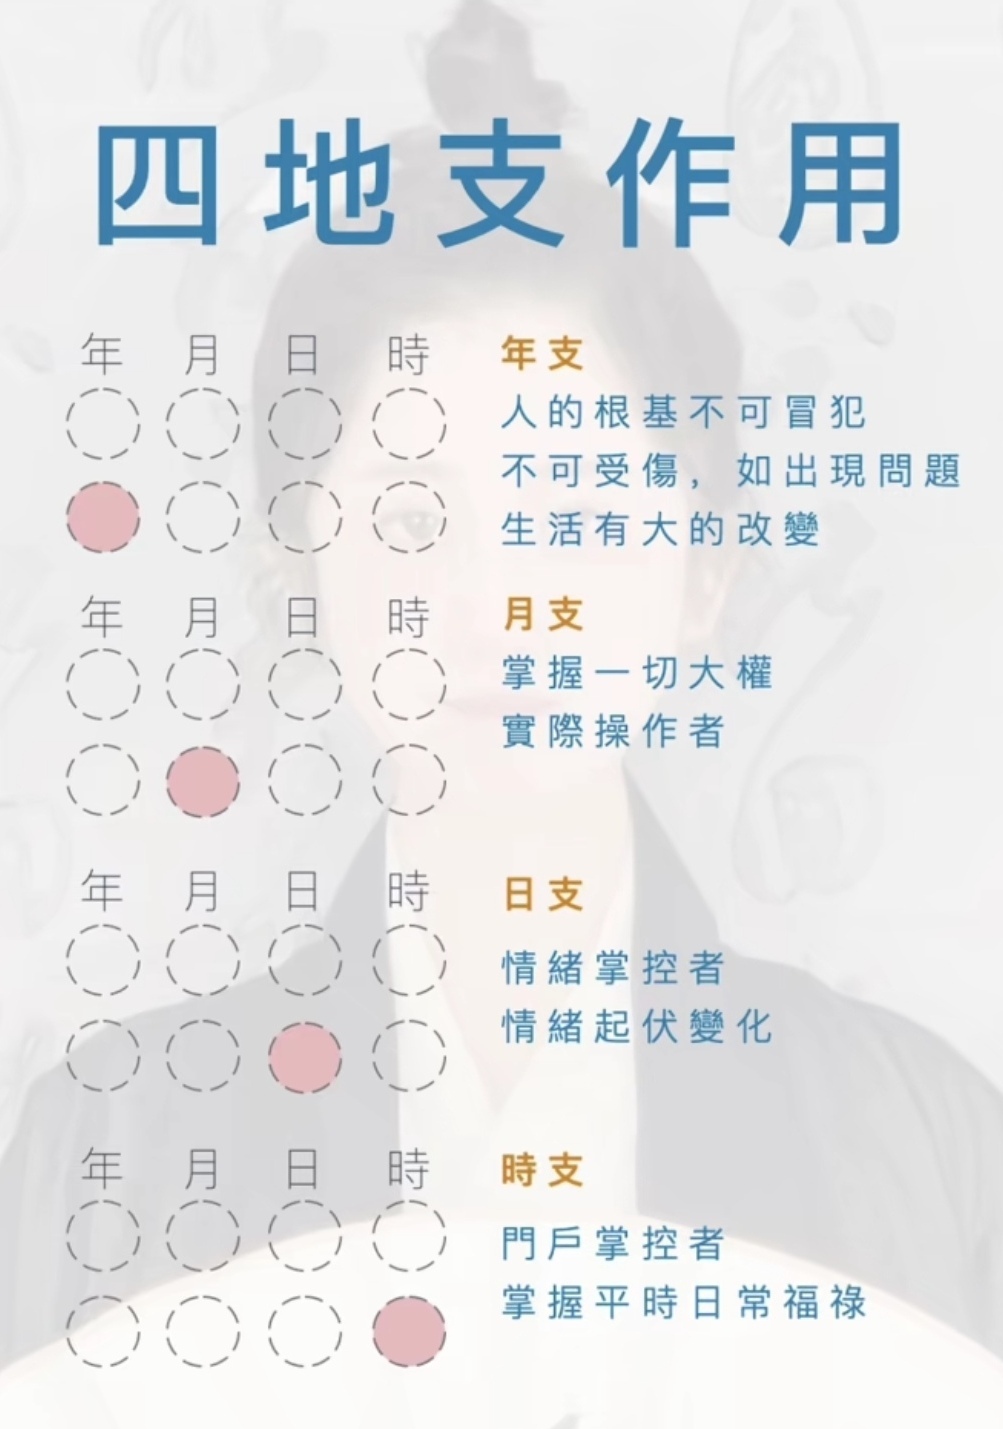 四地支作用
年 月 日 時
年支
人的根基不可冒犯
不可受傷，如出現問題
生活有大的改變
年 月 日 時
月支
掌握一切大權
實際操作者
年 月 日 時
日支
情緒掌控者
情緒起伏變化
年 月 日 時
時支
門戶掌控者
掌握平時日常福祿